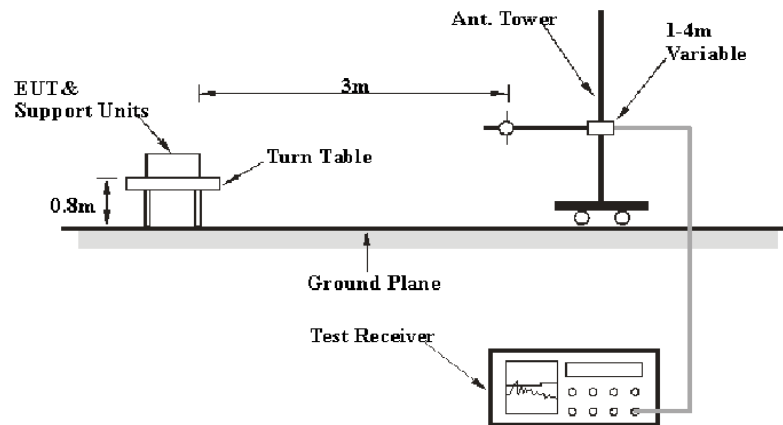 Ant. Tower
1-4m
Variable
EUT&
Support Units
3m
Turn Table
0.8m
Ground Plane
Test Receiver